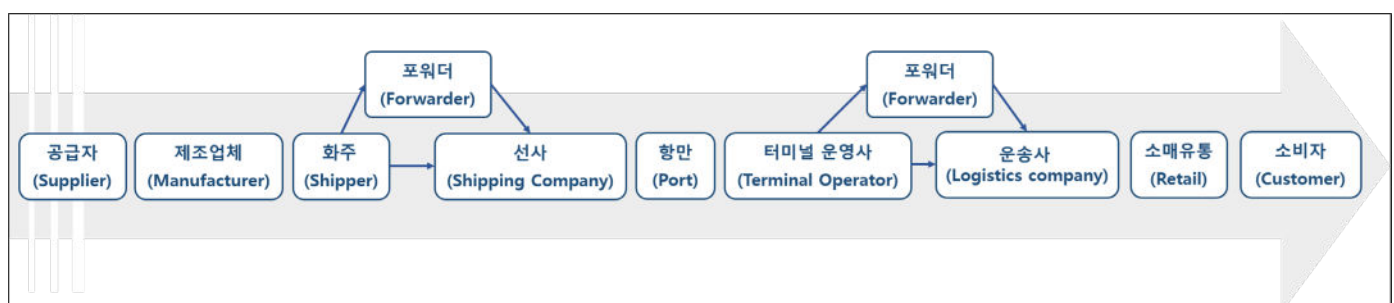 포워더
(Forwarder)
포워더
(Forwarder)
공급자
(Supplier)
제조업체
(Manufacturer)
화주
(Shipper)
선사
(Shipping Company)
항만
(Port)
터미널 운영사
(Terminal Operator)
운송사
(Logistics company)
소매유통
(Retail)
소비자
(Customer)